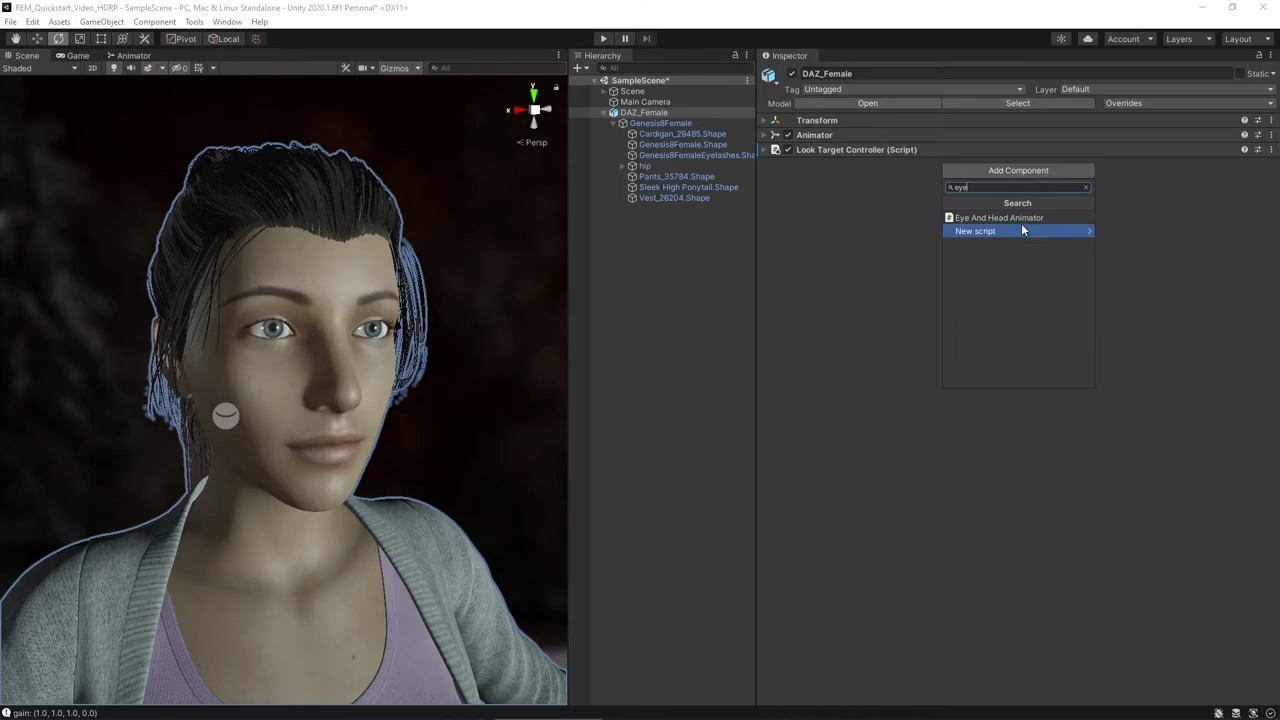 REM_Quickstart_Video_HDRP - SampleScene - PC, Mac & Linux Standalone - Unity 2020.1.6f1 Personal* <DX11>
File Edit Assets GameObject Component Tools Window Help
Pivot Local Account Layers Layout
Scene Game Animator
Shaded 2D 0 Gizmos All
y
x
Persp
Hierarchy
All
SampleScene*
Scene
Main Camera
DAZ_Female
Genesis8Female
Cardigan_29485.Shape
Genesis8Female.Shape
Genesis8FemaleEyelashes.Sha
hip
Pants_35784.Shape
Sleek High Ponytail.Shape
Vest_26204.Shape
Inspector
DAZ_Female Static
Tag Untagged Layer Default
Model Open Select Overrides
Transform
Animator
Look Target Controller (Script)
Add Component
eye
Search
Eye And Head Animator
New script
gain: (1.0, 1.0, 1.0, 0.0)